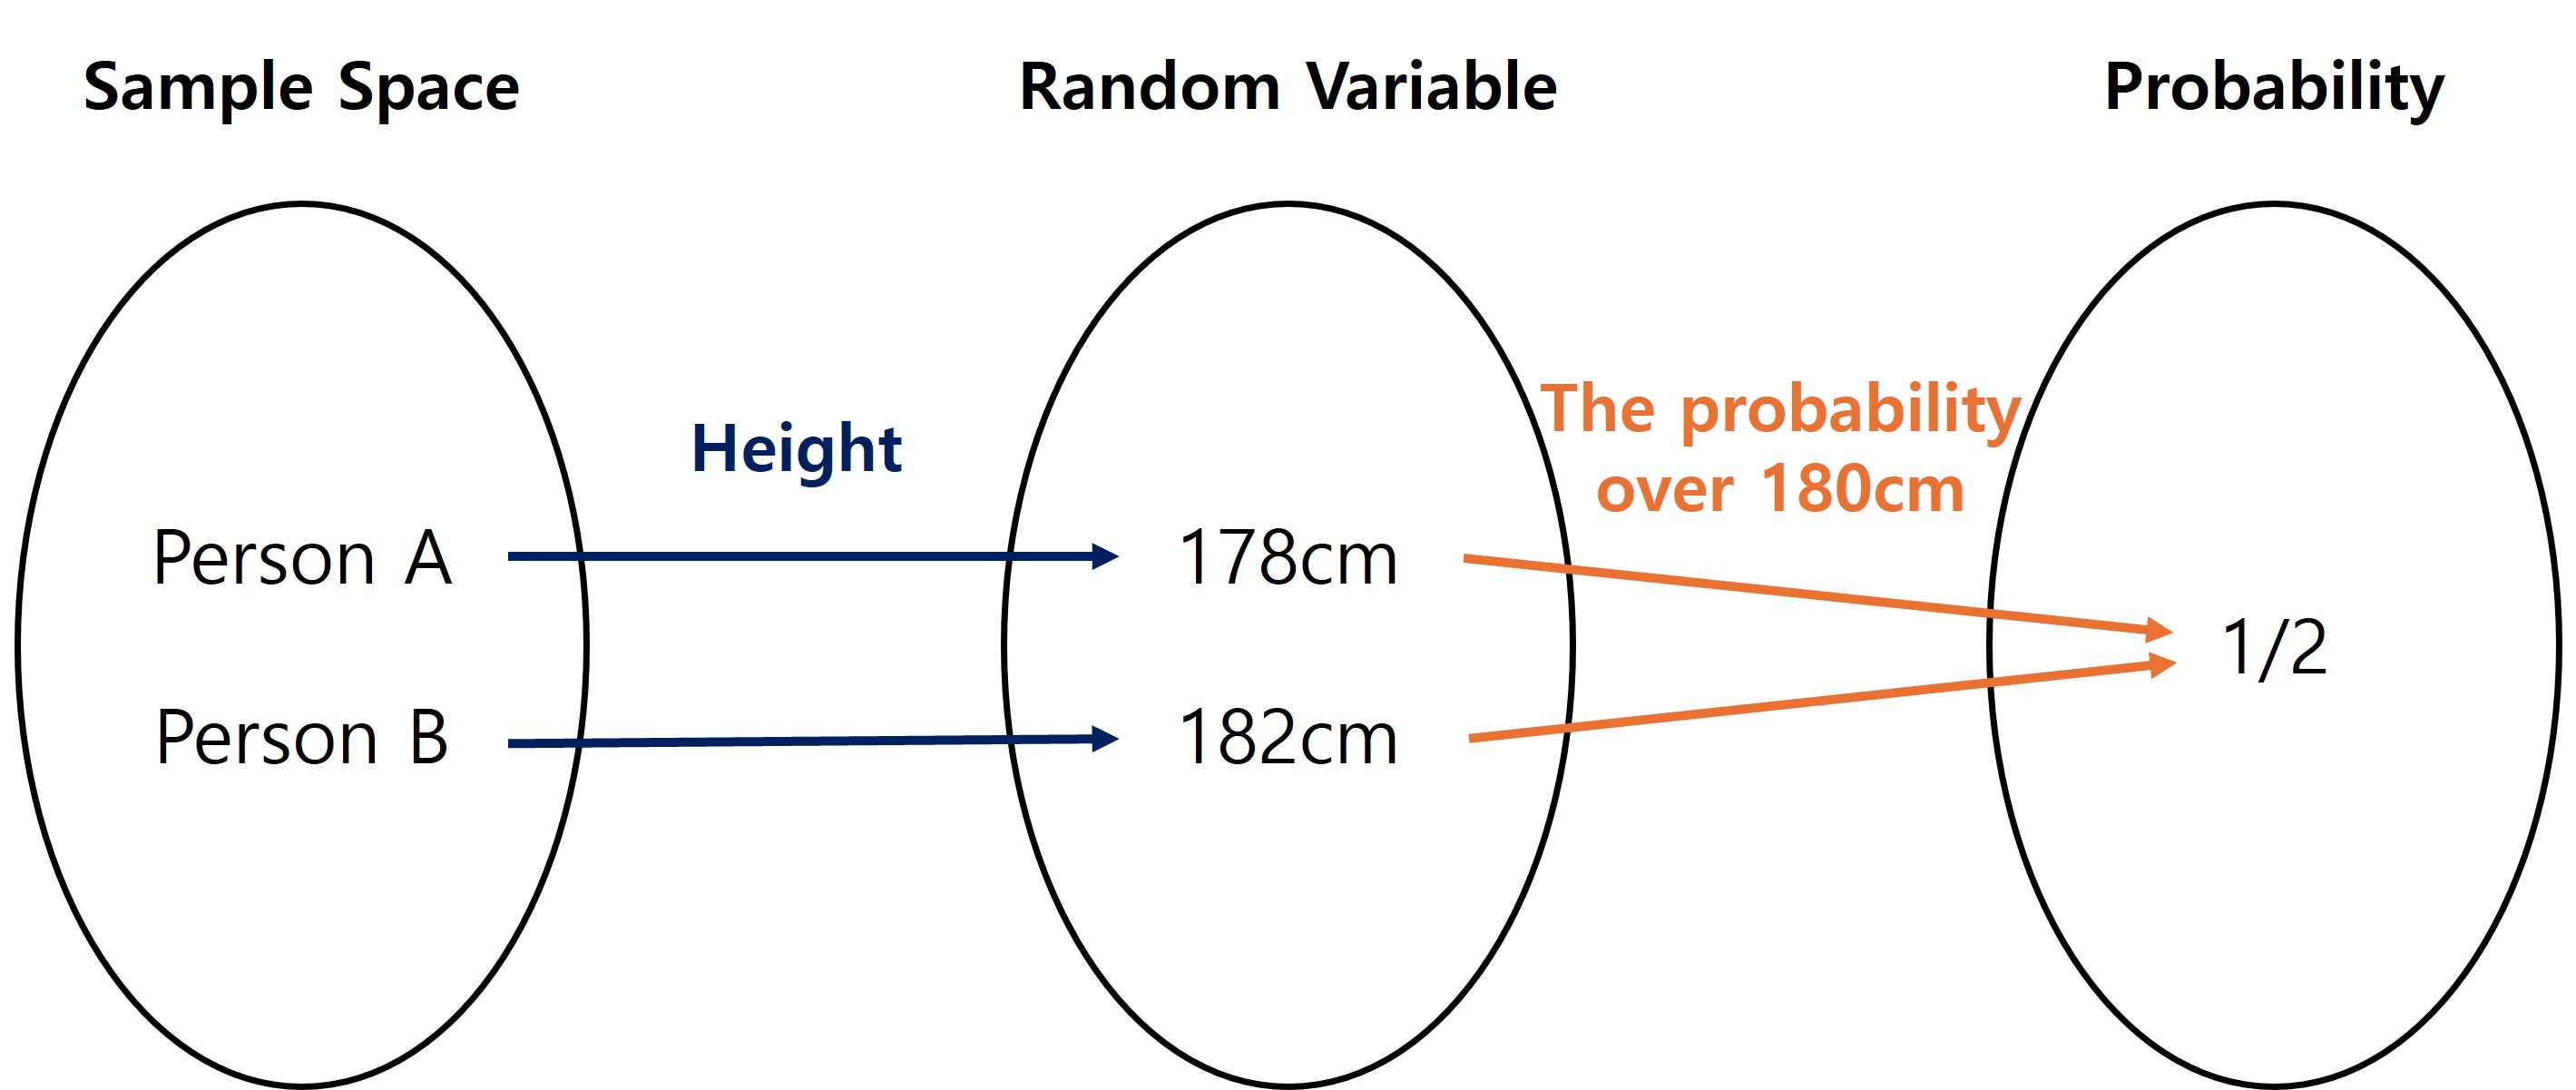 Sample Space
Random Variable
Probability
Height
The probability
over 180cm
Person A
178cm
1/2
Person B
182cm